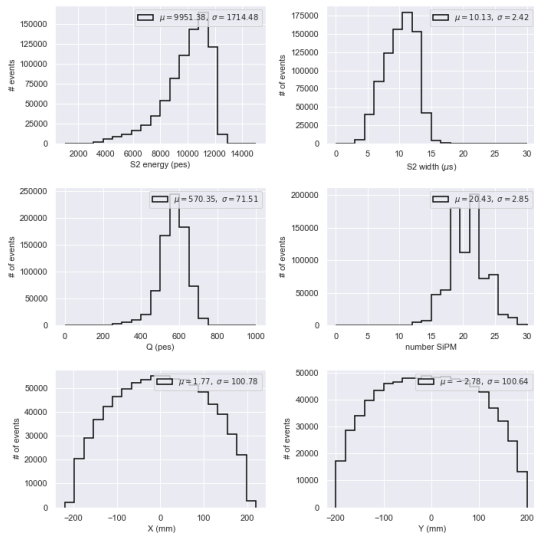 μ = 9951.38, σ = 1714.48
# events
150000
125000
100000
75000
50000
25000
0
2000 4000 6000 8000 10000 12000 14000
S2 energy (pes)
μ = 10.13, σ = 2.42
# of events
175000
150000
125000
100000
75000
50000
25000
0
0 5 10 15 20 25 30
S2 width (μs)
μ = 570.35, σ = 71.51
# of events
250000
200000
150000
100000
50000
0
0 200 400 600 800 1000
Q (pes)
μ = 20.43, σ = 2.85
# of events
200000
150000
100000
50000
0
0 5 10 15 20 25 30
number SiPM
μ = 1.77, σ = 100.78
# of events
50000
40000
30000
20000
10000
0
−200 −100 0 100 200
X (mm)
μ = −2.78, σ = 100.64
# of events
50000
40000
30000
20000
10000
0
−200 −100 0 100 200
Y (mm)